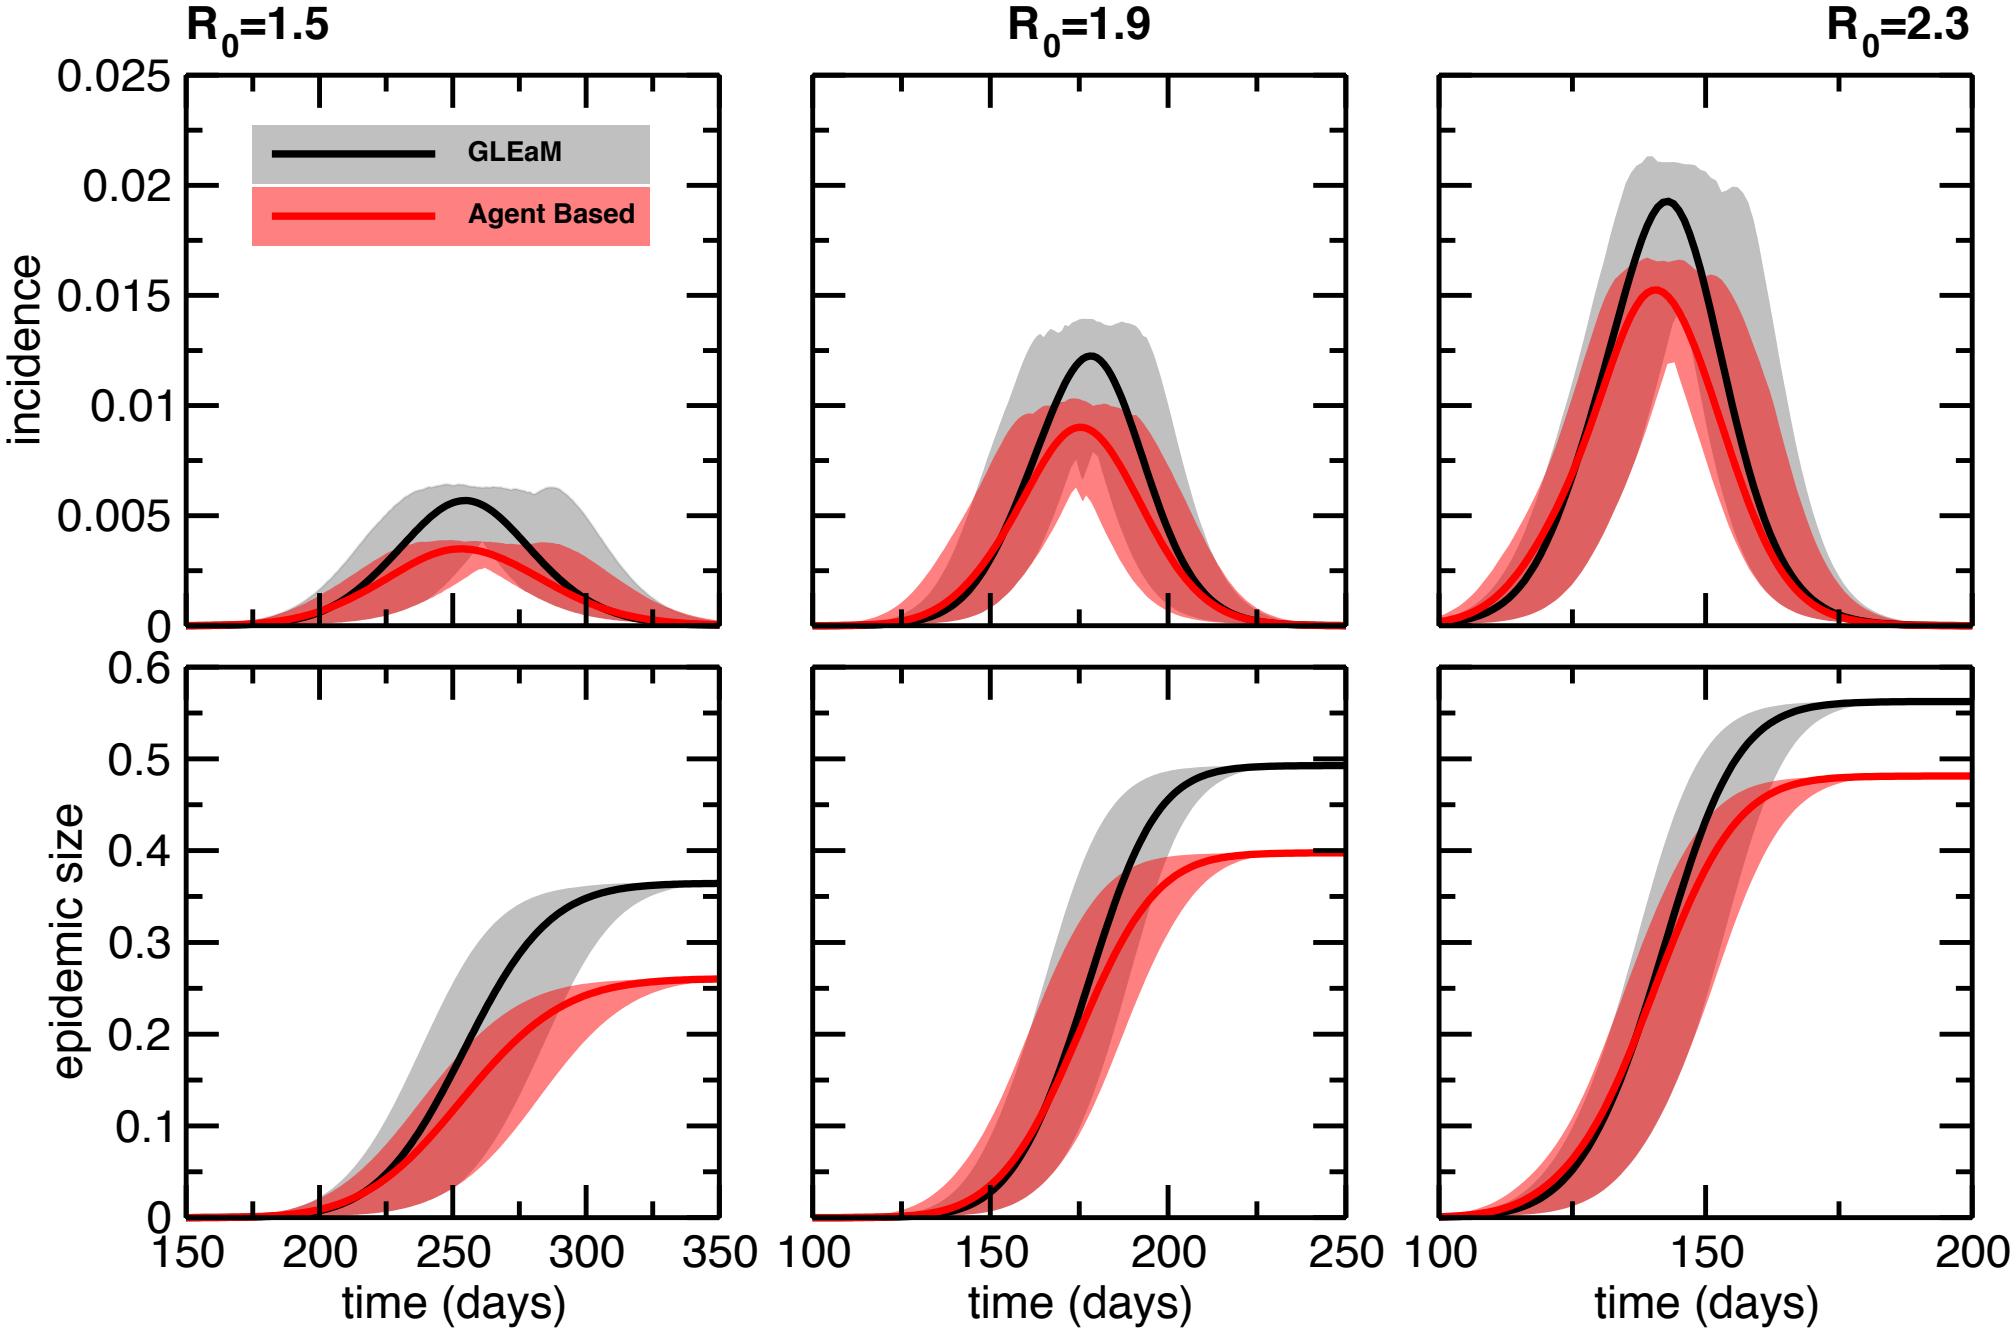 R0=1.5 R0=1.9 R0=2.3
0.025
GLEaM
0.02
Agent Based
0.015
0.01
0.005
0
incidence
0.6
0.5
0.4
0.3
0.2
0.1
0
epidemic size
150 200 250 300 350 100 150 200 250 100 150 200
time (days) time (days) time (days)